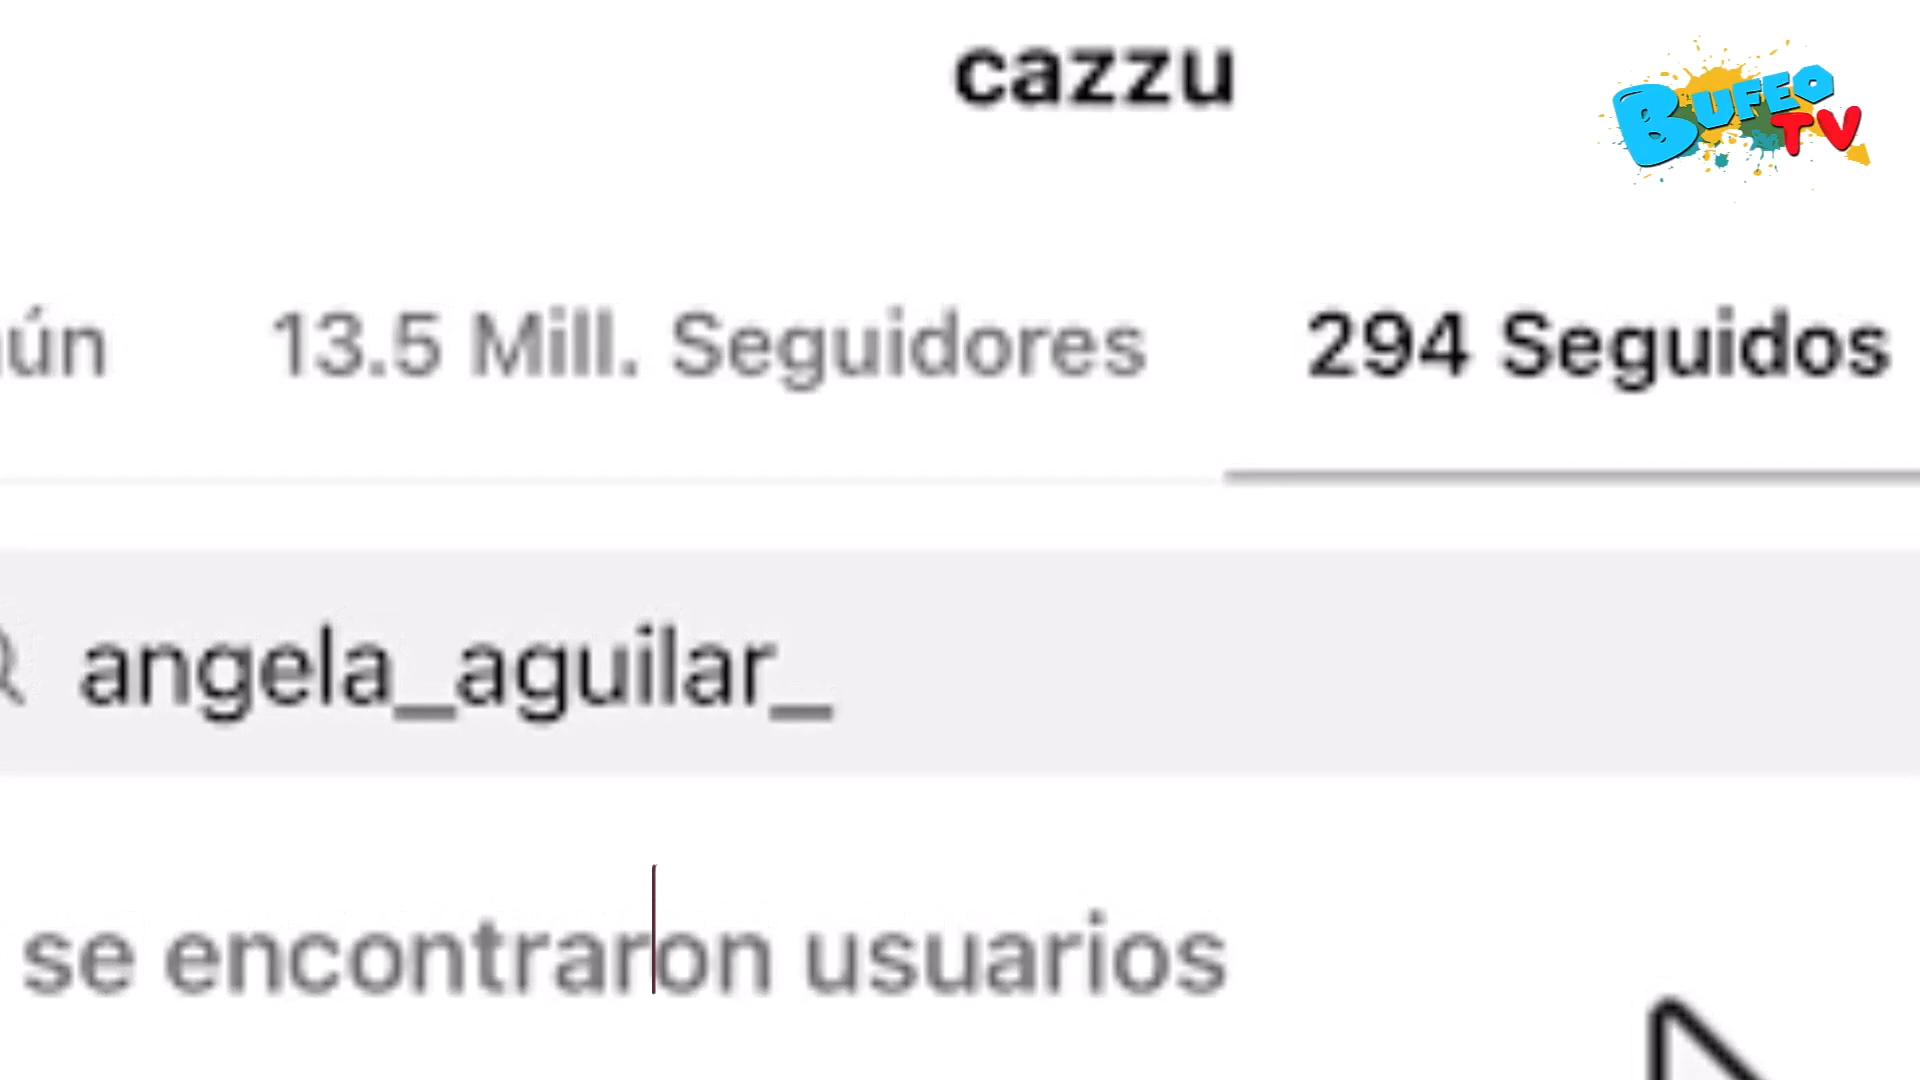 cazzu
BUFEO TV
ún 13.5 Mill. Seguidores 294 Seguidos
angela_aguilar_
se encontraron usuarios